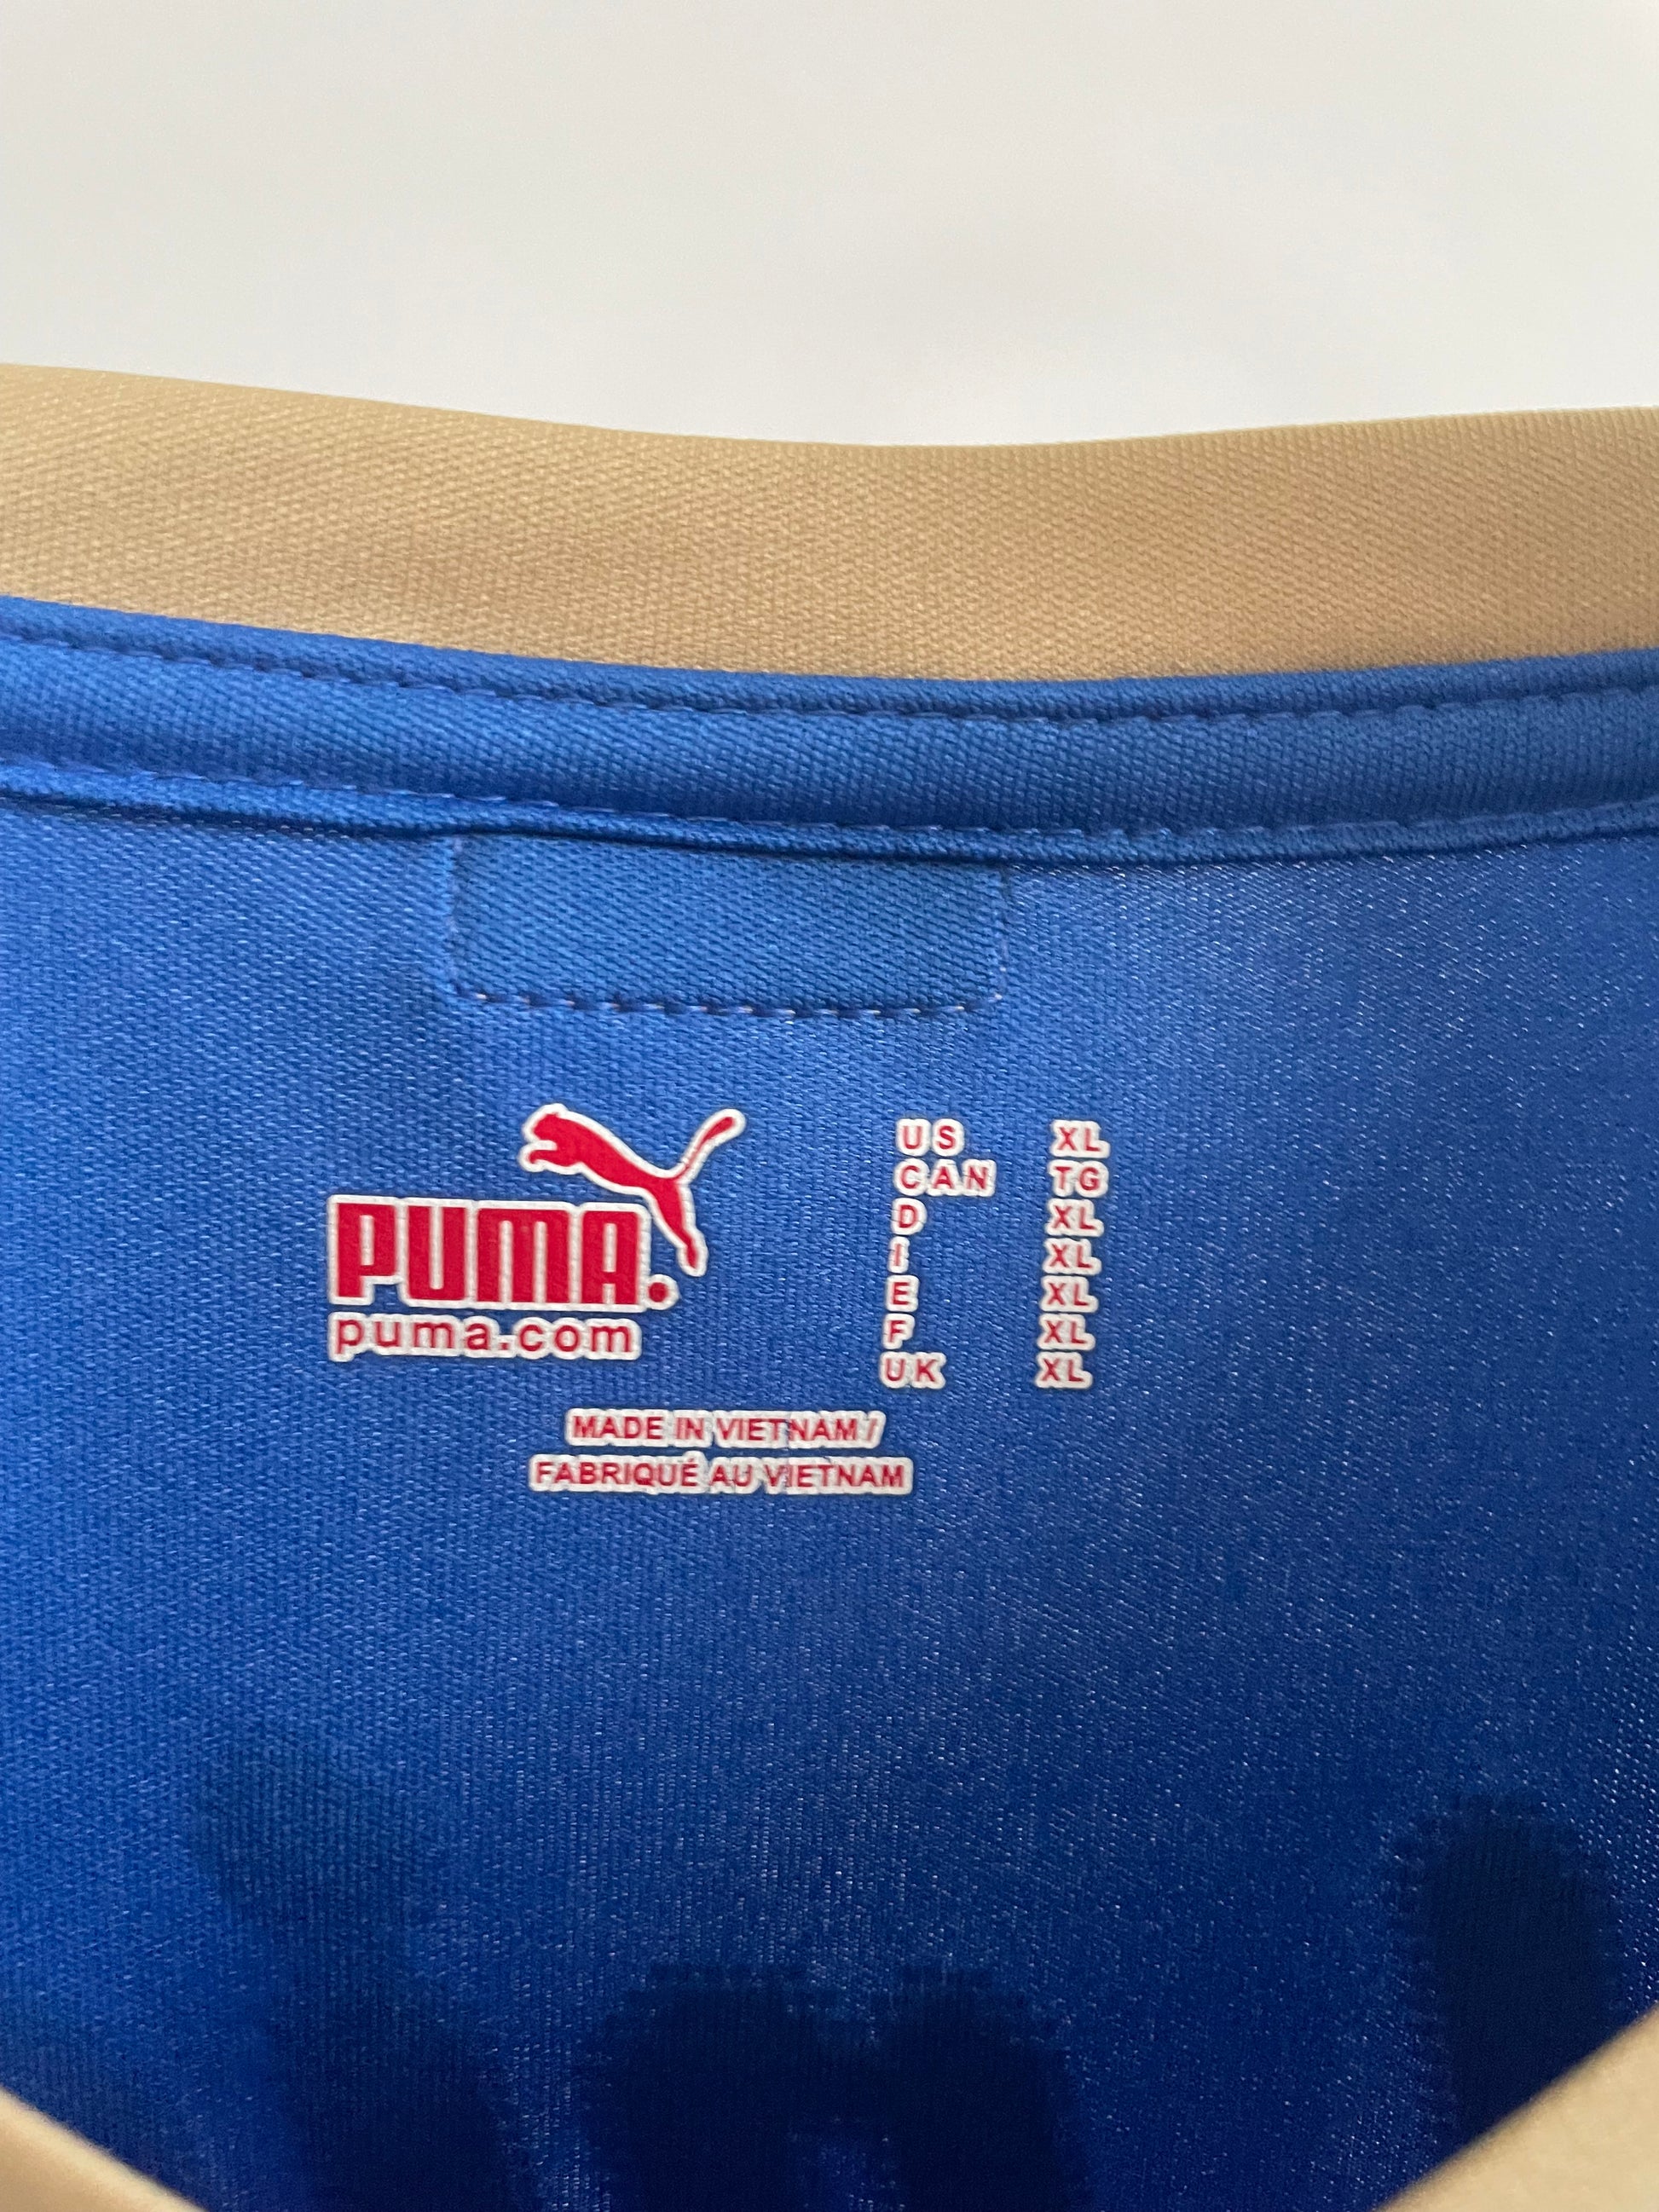 PUMA.
puma.com
US XL
CAN TG
D XL
I XL
E XL
F XL
UK XL
MADE IN VIETNAM /
FABRIQUÉ AU VIETNAM